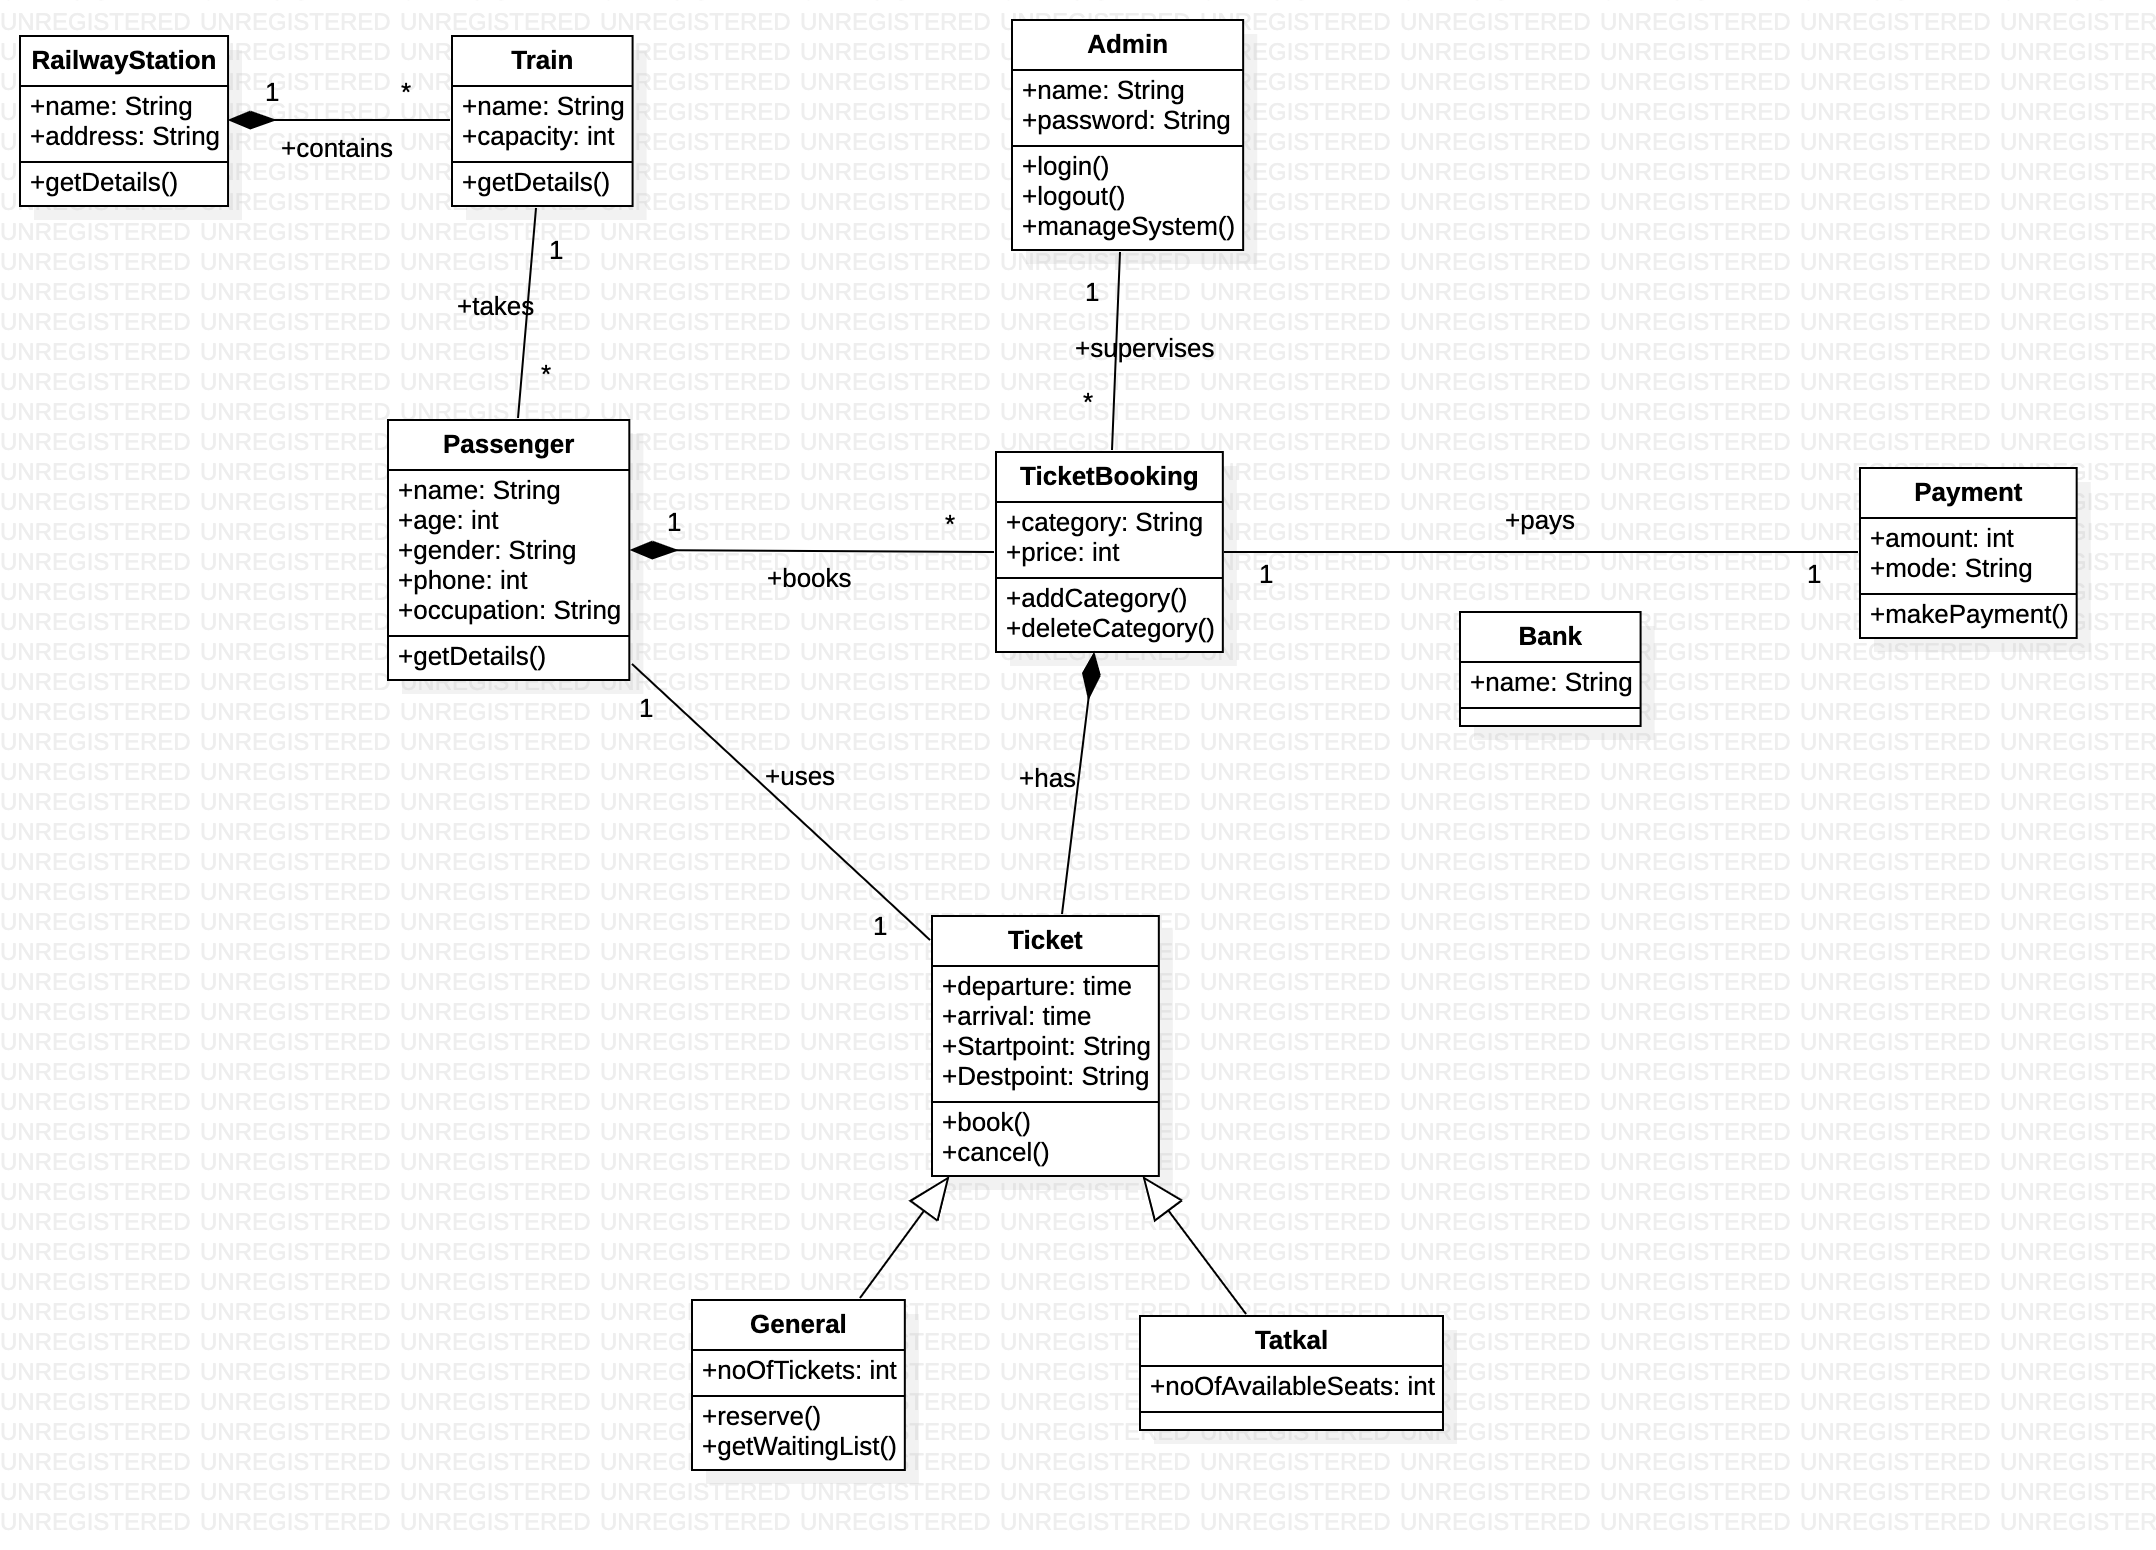 RailwayStation
+name: String
+address: String
+getDetails()
1
*
+contains
Train
+name: String
+capacity: int
+getDetails()
Admin
+name: String
+password: String
+login()
+logout()
+manageSystem()
1
+takes
*
1
+supervises
*
Passenger
+name: String
+age: int
+gender: String
+phone: int
+occupation: String
+getDetails()
1
*
+books
TicketBooking
+category: String
+price: int
+addCategory()
+deleteCategory()
+pays
1
1
Payment
+amount: int
+mode: String
+makePayment()
Bank
+name: String
1
+uses
1
+has
Ticket
+departure: time
+arrival: time
+Startpoint: String
+Destpoint: String
+book()
+cancel()
General
+noOfTickets: int
+reserve()
+getWaitingList()
Tatkal
+noOfAvailableSeats: int
UNREGISTERED